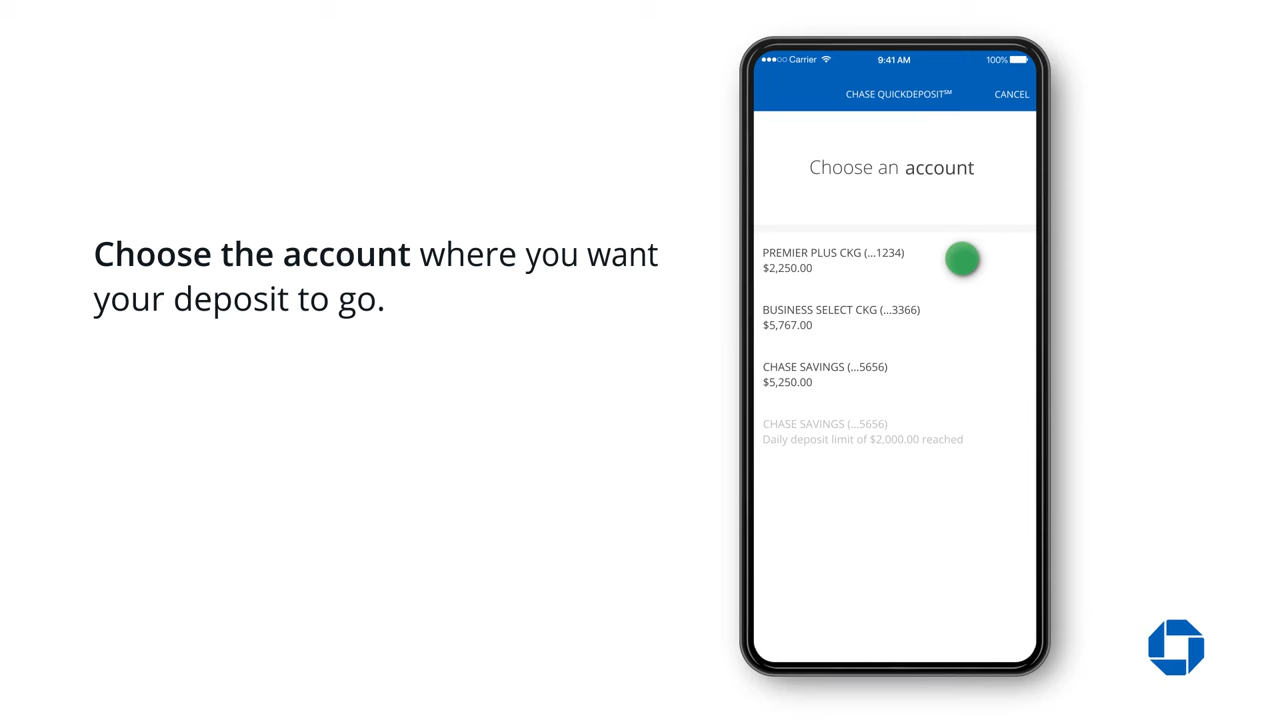 Choose the account where you want
your deposit to go.
Carrier 9:41 AM 100%
CHASE QUICKDEPOSIT℠ CANCEL
Choose an account
PREMIER PLUS CKG (...1234)
$2,250.00
BUSINESS SELECT CKG (...3366)
$5,767.00
CHASE SAVINGS (...5656)
$5,250.00
CHASE SAVINGS (...5656)
Daily deposit limit of $2,000.00 reached